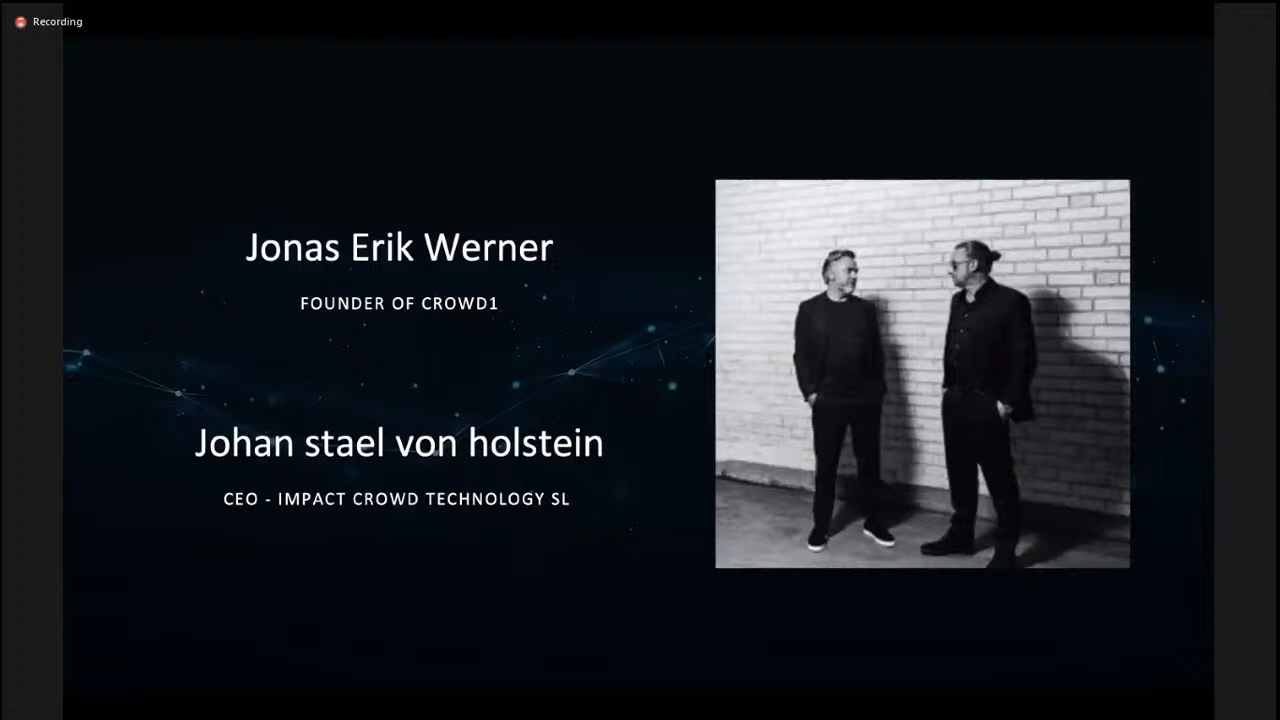 Recording
Jonas Erik Werner
FOUNDER OF CROWD1
Johan stael von holstein
CEO - IMPACT CROWD TECHNOLOGY SL